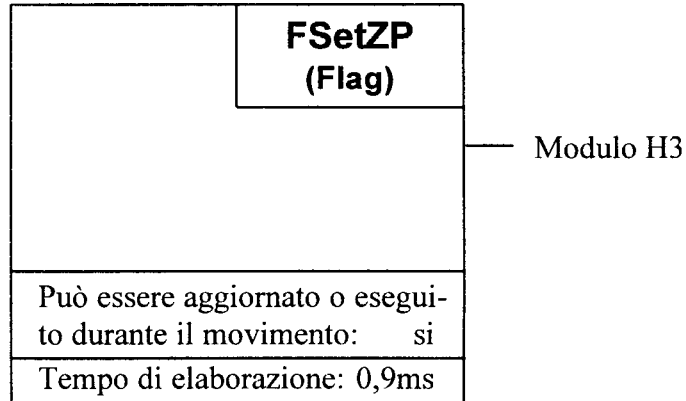 FSetZP
(Flag)
Modulo H3
Può essere aggiornato o esegui-
to durante il movimento: si
Tempo di elaborazione: 0,9ms